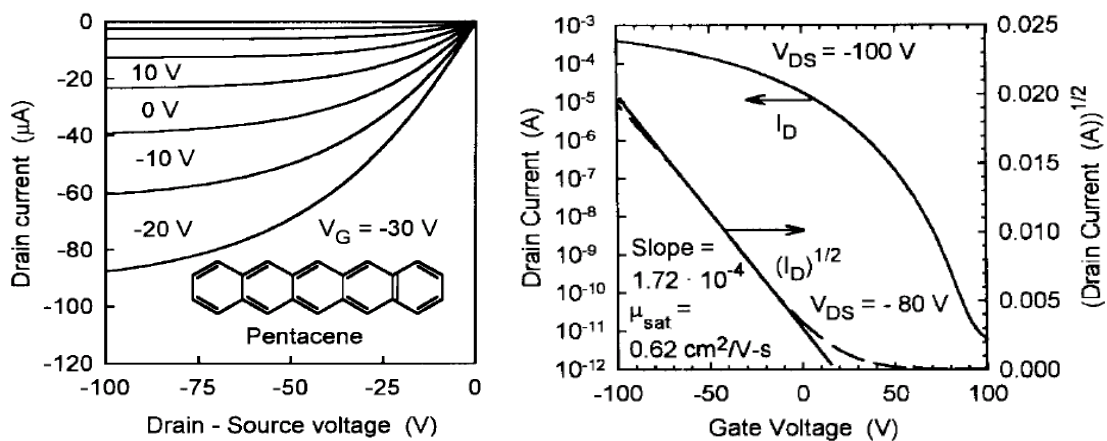 0
-20
-40
-60
-80
-100
-120
Drain current (μA)
10 V
0 V
-10 V
-20 V
V_G = -30 V
Pentacene
-100
-75
-50
-25
0
Drain - Source voltage (V)
10⁻³
10⁻⁴
10⁻⁵
10⁻⁶
10⁻⁷
10⁻⁸
10⁻⁹
10⁻¹⁰
10⁻¹¹
10⁻¹²
Drain Current (A)
V_DS = -100 V
I_D
Slope =
1.72 · 10⁻⁴
μ_sat =
0.62 cm²/V-s
(I_D)^1/2
V_DS = - 80 V
0.025
0.020
0.015
0.010
0.005
0.000
(Drain Current (A))^1/2
-100
-50
0
50
100
Gate Voltage (V)